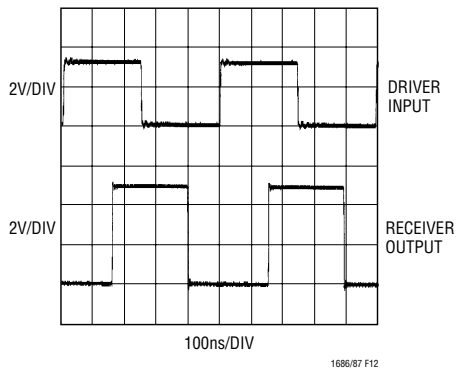 2V/DIV
DRIVER
INPUT
2V/DIV
RECEIVER
OUTPUT
100ns/DIV
1686/87 F12